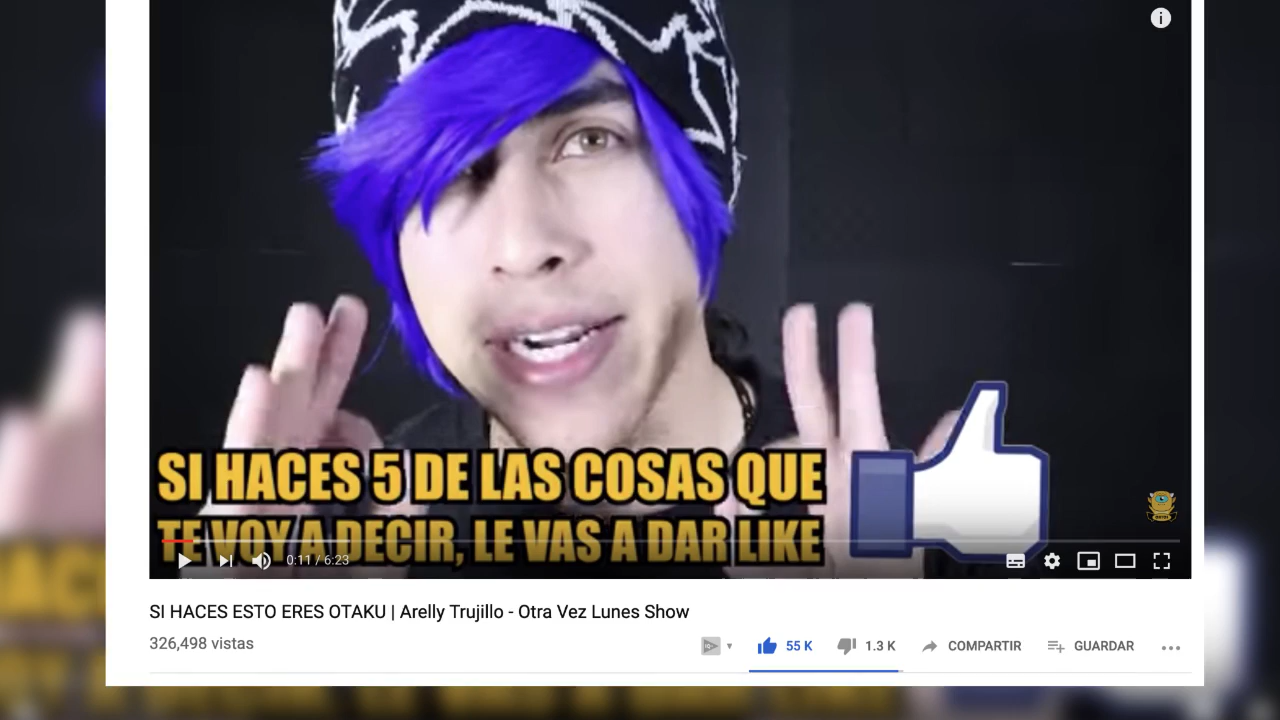 SI HACES 5 DE LAS COSAS QUE
TE VOY A DECIR, LE VAS A DAR LIKE
0:11 / 6:23
SI HACES ESTO ERES OTAKU | Arelly Trujillo - Otra Vez Lunes Show
326,498 vistas
55 K
1.3 K
COMPARTIR
GUARDAR